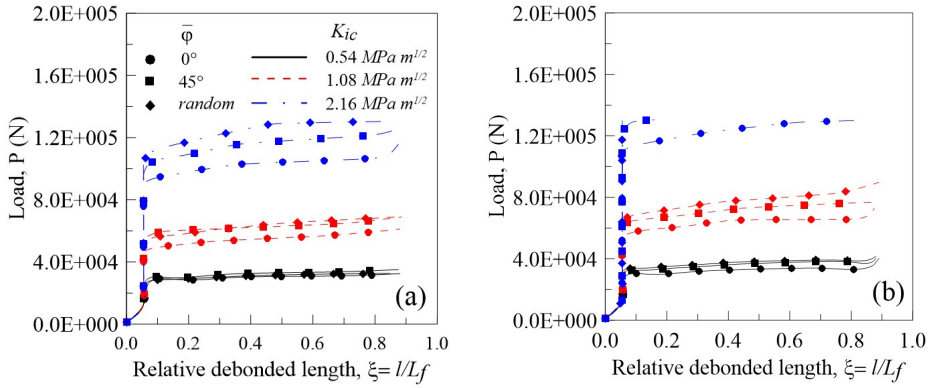 2.0E+005
1.6E+005
1.2E+005
8.0E+004
4.0E+004
0.0E+000
Load, P (N)
φ̅ K_ic
0° 0.54 MPa m^1/2
45° 1.08 MPa m^1/2
random 2.16 MPa m^1/2
(a)
0.0 0.2 0.4 0.6 0.8 1.0
Relative debonded length, ξ= l/L_f
2.0E+005
1.6E+005
1.2E+005
8.0E+004
4.0E+004
0.0E+000
Load, P (N)
(b)
0.0 0.2 0.4 0.6 0.8 1.0
Relative debonded length, ξ= l/L_f